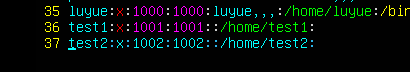 35 luyue:x:1000:1000:luyue,,,:/home/luyue:/bin
36 test1:x:1001:1001::/home/test1:
37 test2:x:1002:1002::/home/test2: